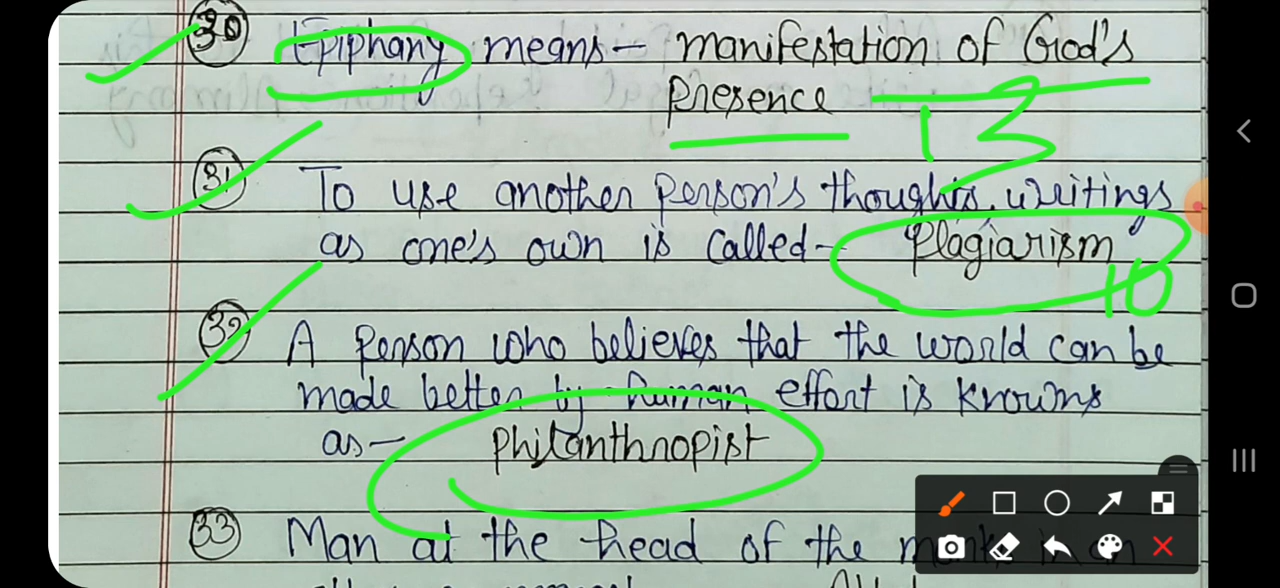 30 Epiphany means - manifestation of God's
Presence
13
31 To use another person's thoughts, writings
as one's own is called - Plagiarism
10
32 A Person who believes that the world can be
made better by human effort is knowns
as - Philanthropist
33 Man at the head of the